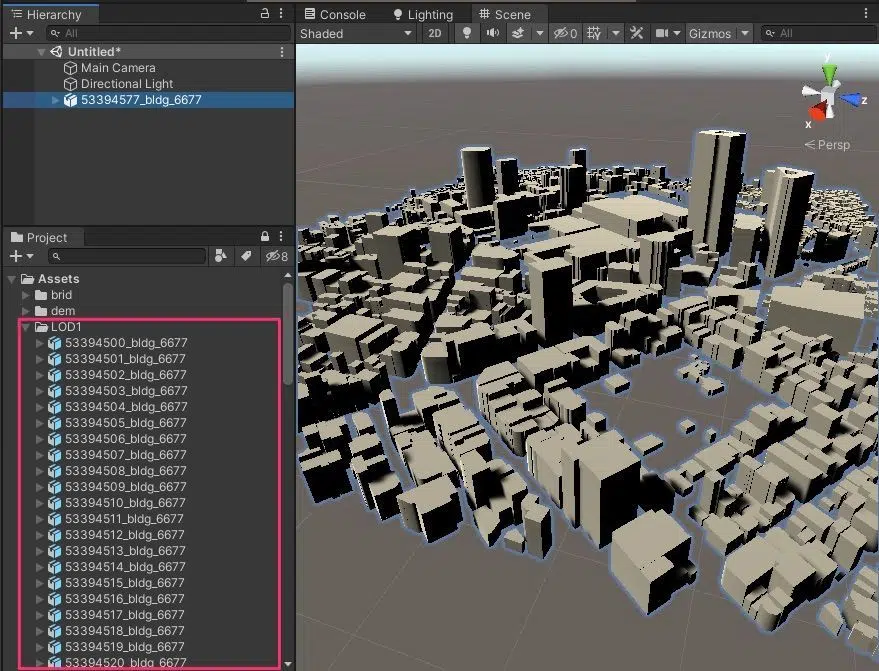 Hierarchy
All
Untitled*
Main Camera
Directional Light
53394577_bldg_6677
Project
8
Assets
brid
dem
LOD1
53394500_bldg_6677
53394501_bldg_6677
53394502_bldg_6677
53394503_bldg_6677
53394504_bldg_6677
53394505_bldg_6677
53394506_bldg_6677
53394507_bldg_6677
53394508_bldg_6677
53394509_bldg_6677
53394510_bldg_6677
53394511_bldg_6677
53394512_bldg_6677
53394513_bldg_6677
53394514_bldg_6677
53394515_bldg_6677
53394516_bldg_6677
53394517_bldg_6677
53394518_bldg_6677
53394519_bldg_6677
53394520_bldg_6677
Console Lighting Scene
Shaded 2D 0 Gizmos All
y
z
x
Persp